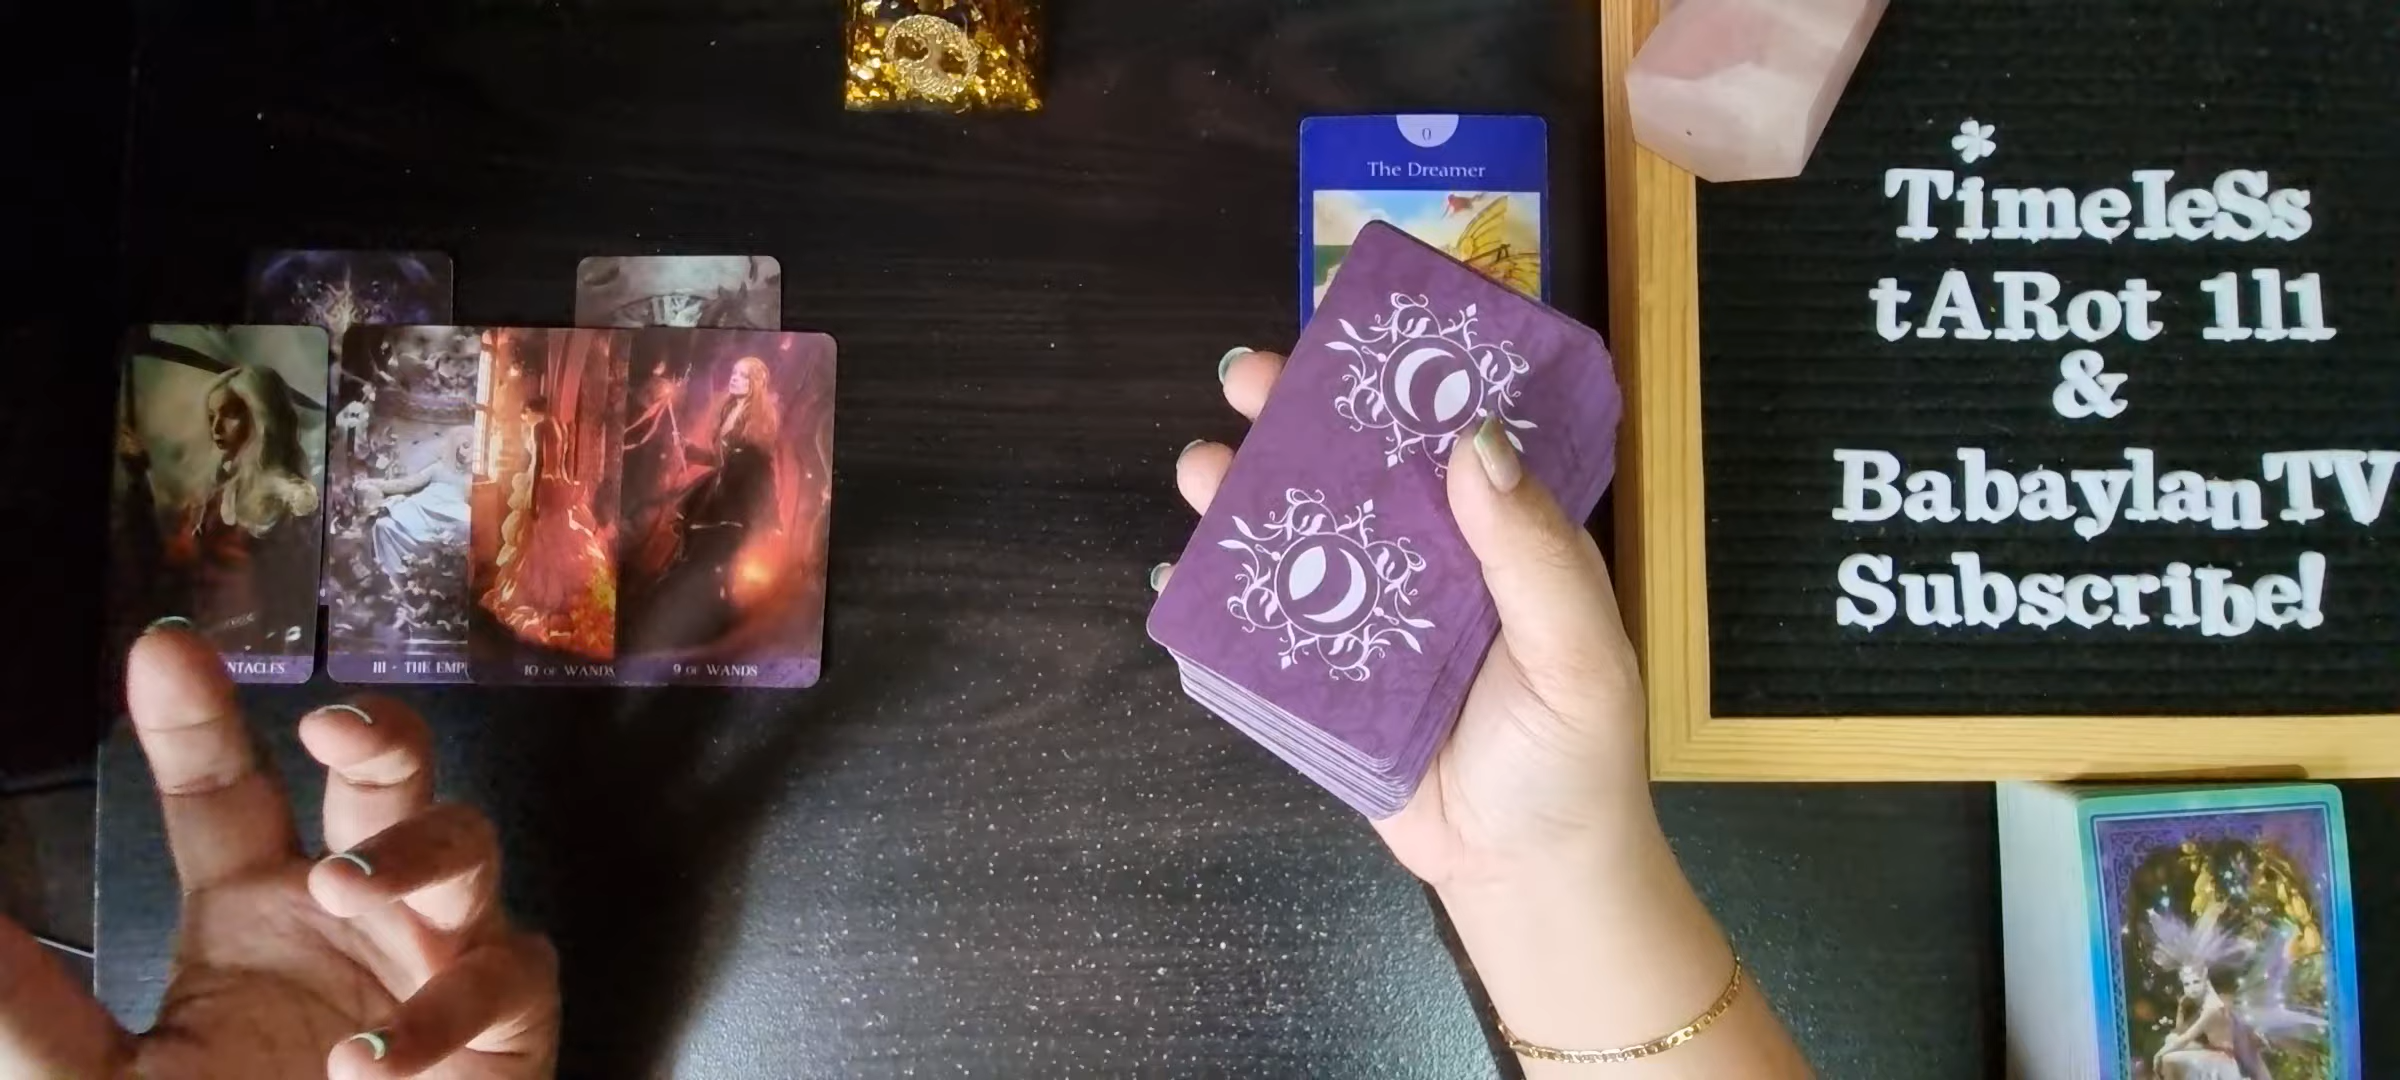 0
The Dreamer
TimeleSs
tARot 111
&
BabaylanTV
Subscribe!
NTACLES
III • THE EMP
10 OF WANDS
9 OF WANDS